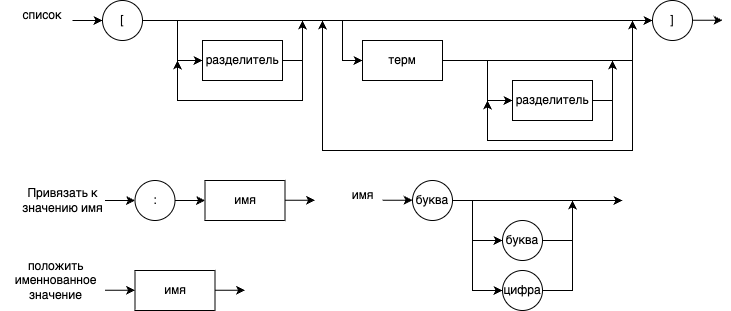 список
[
]
разделитель
терм
разделитель
Привязать к
значению имя
:
имя
имя
буква
буква
цифра
положить
именнованное
значение
имя